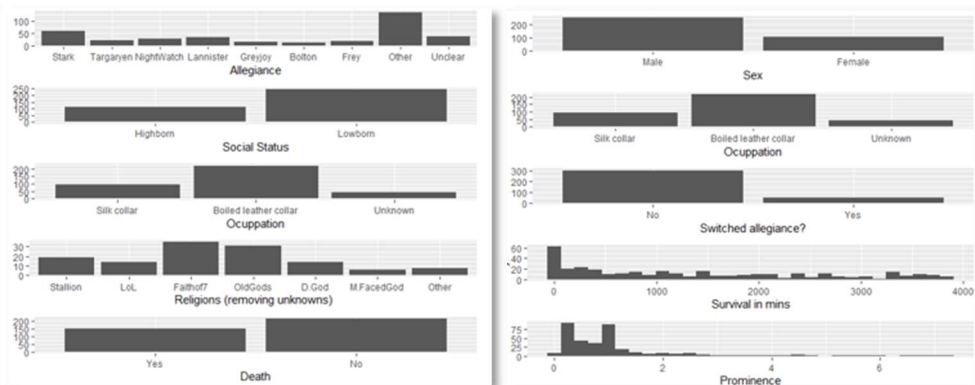 100
50
0
Stark Targaryen NightWatch Lannister Greyjoy Bolton Frey Other Unclear
Allegiance
250
200
150
100
50
0
Highborn Lowborn
Social Status
200
150
100
50
0
Silk collar Boiled leather collar Unknown
Ocuppation
30
20
10
0
Stallion LoL Faithof7 OldGods D.God M.FacedGod Other
Religions (removing unknowns)
200
150
100
50
0
Yes No
Death
200
100
0
Male Female
Sex
200
150
100
50
0
Silk collar Boiled leather collar Unknown
Ocuppation
300
200
100
0
No Yes
Switched allegiance?
60
40
20
0
0 1000 2000 3000 4000
Survival in mins
75
50
25
0
0 2 4 6
Prominence